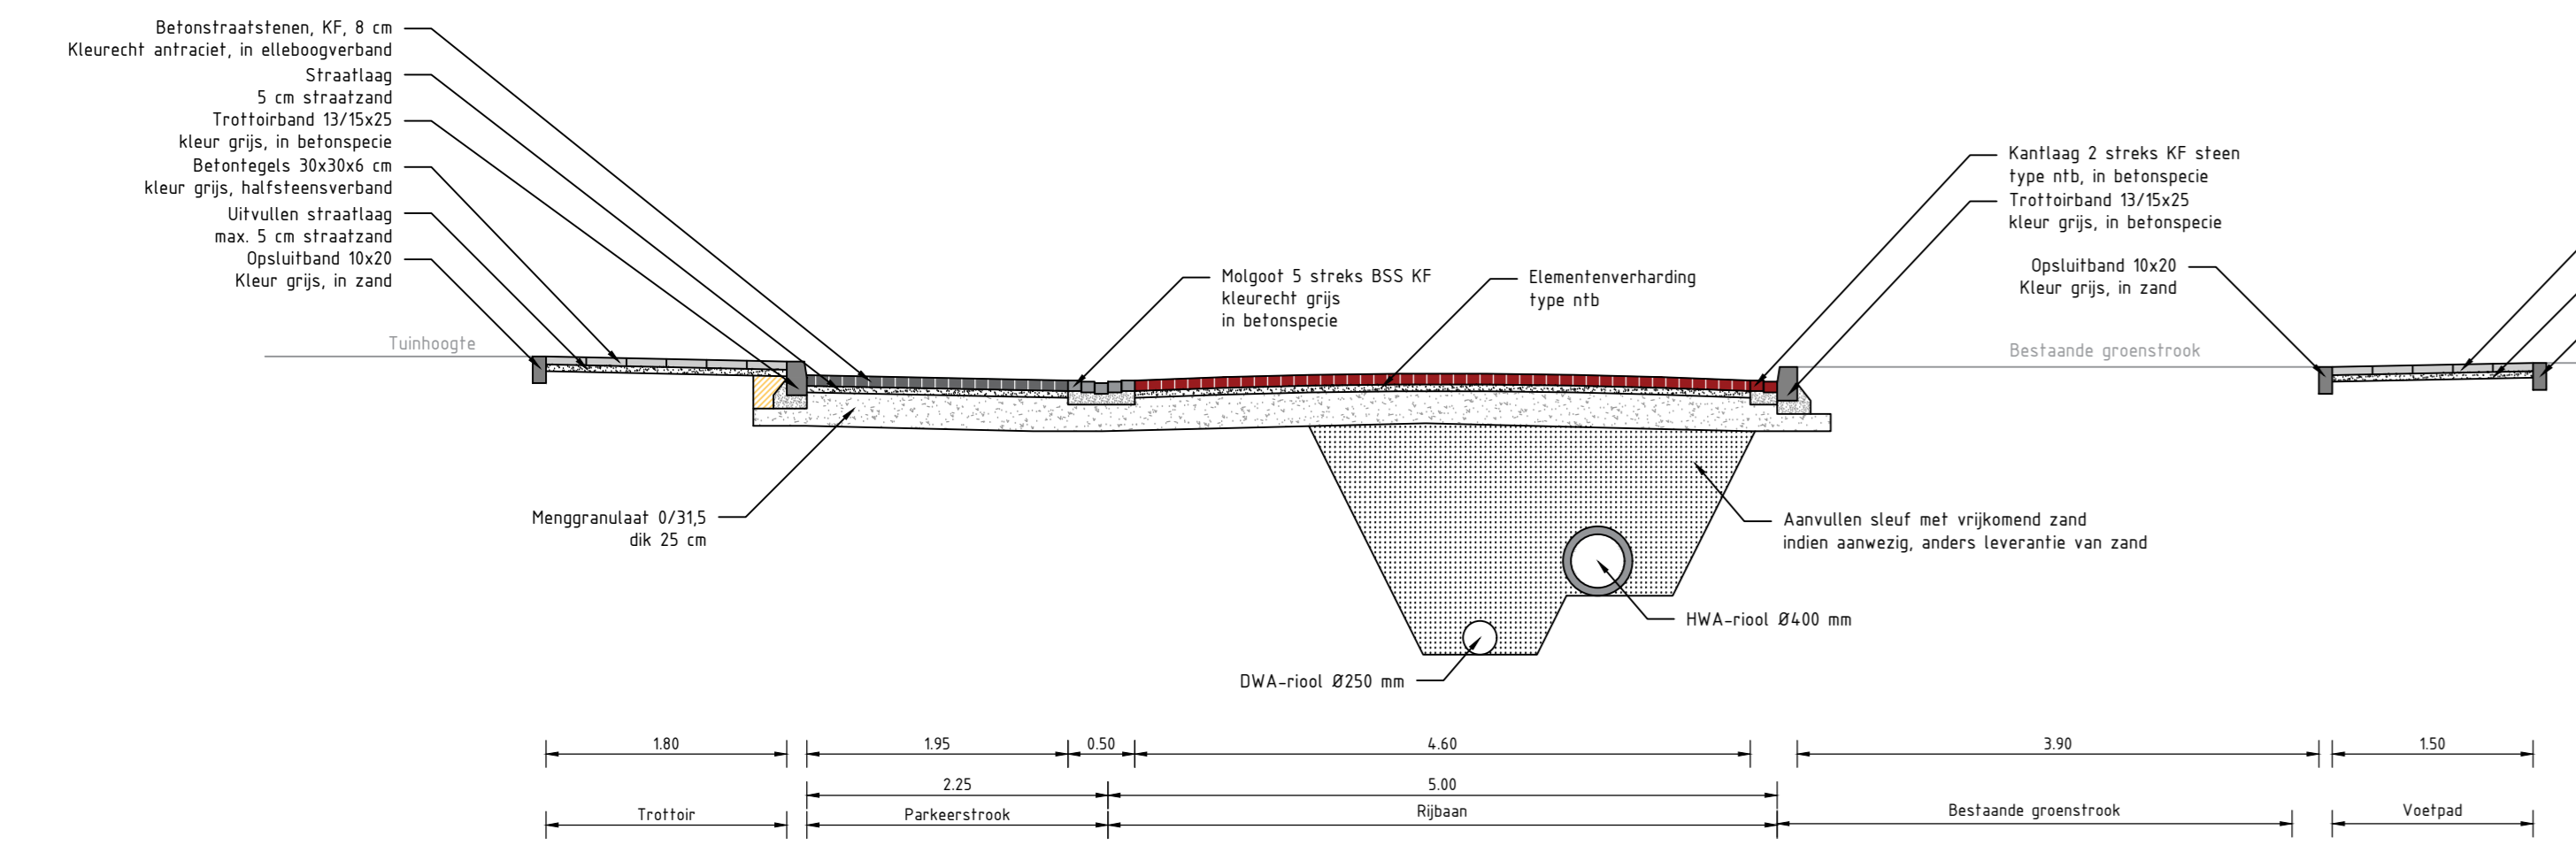 Betonstraatstenen, KF, 8 cm
Kleurecht antraciet, in elleboogverband
Straatlaag
5 cm straatzand
Trottoirband 13/15x25
kleur grijs, in betonspecie
Betontegels 30x30x6 cm
kleur grijs, halfsteensverband
Uitvullen straatlaag
max. 5 cm straatzand
Opsluitband 10x20
Kleur grijs, in zand
Tuinhoogte
Molgoot 5 streks BSS KF
kleurecht grijs
in betonspecie
Elementenverharding
type ntb
Kantlaag 2 streks KF steen
type ntb, in betonspecie
Trottoirband 13/15x25
kleur grijs, in betonspecie
Opsluitband 10x20
Kleur grijs, in zand
Bestaande groenstrook
Menggranulaat 0/31,5
dik 25 cm
Aanvullen sleuf met vrijkomend zand
indien aanwezig, anders leverantie van zand
HWA-riool Ø400 mm
DWA-riool Ø250 mm
1.80
1.95
0.50
4.60
3.90
1.50
2.25
5.00
Trottoir
Parkeerstrook
Rijbaan
Bestaande groenstrook
Voetpad